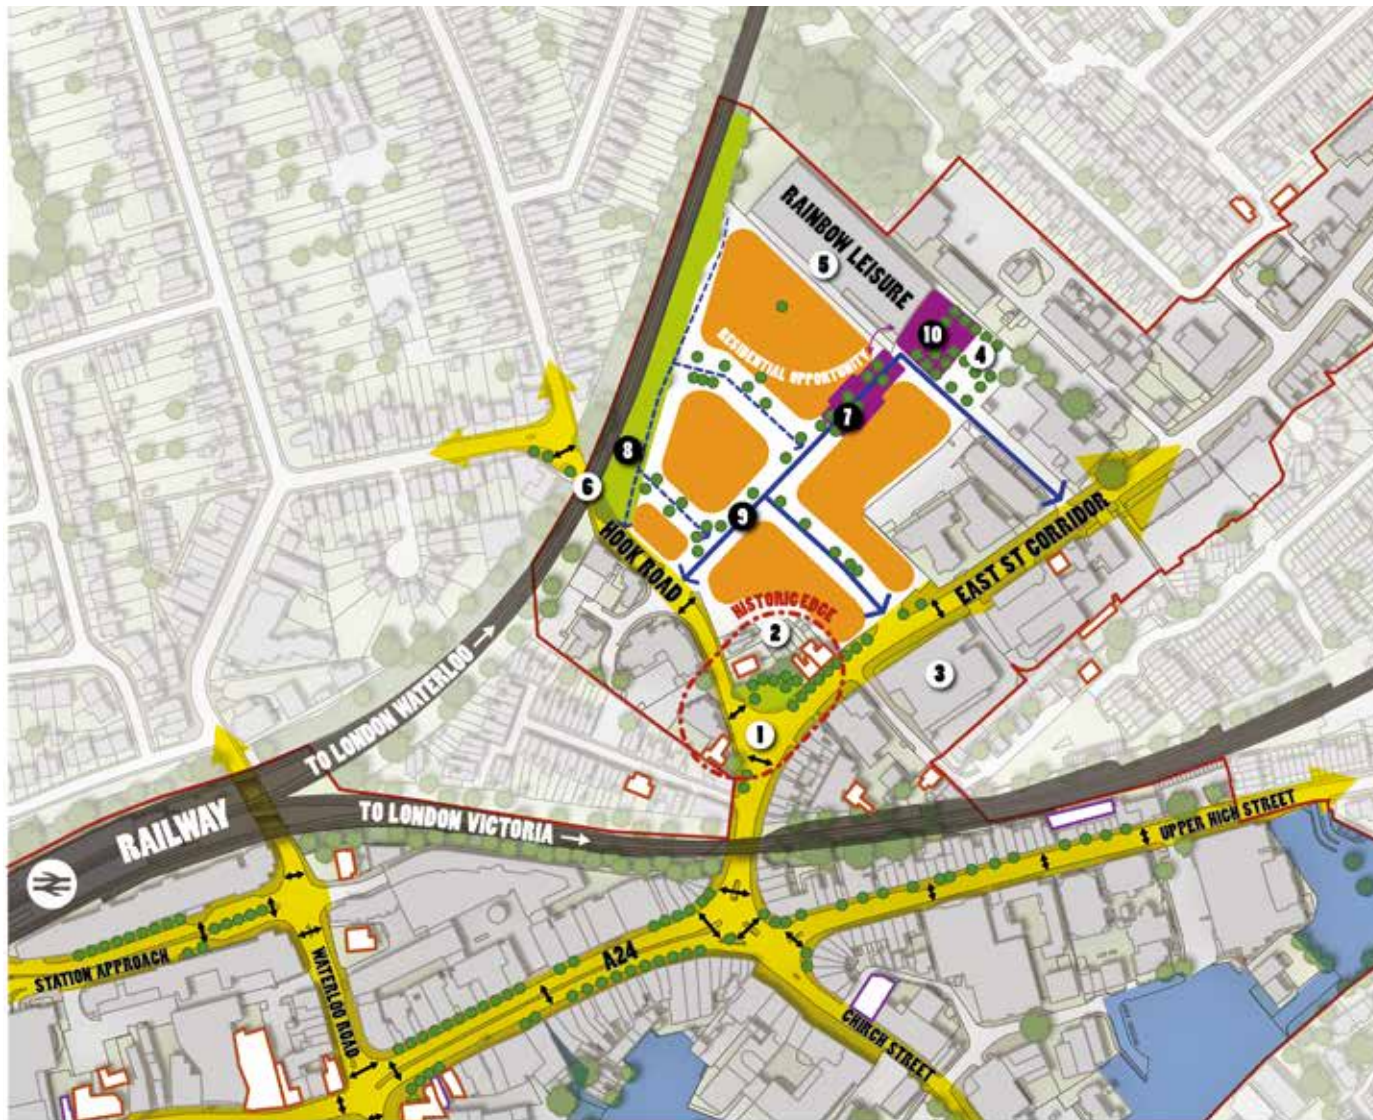 RAINBOW LEISURE
5
10
4
RESIDENTIAL OPPORTUNITY
7
8
6
9
HOOK ROAD
EAST ST CORRIDOR
HISTORIC EDGE
2
3
1
TO LONDON WATERLOO →
RAILWAY
TO LONDON VICTORIA →
UPPER HIGH STREET
STATION APPROACH
WATERLOO ROAD
A24
CHURCH STREET